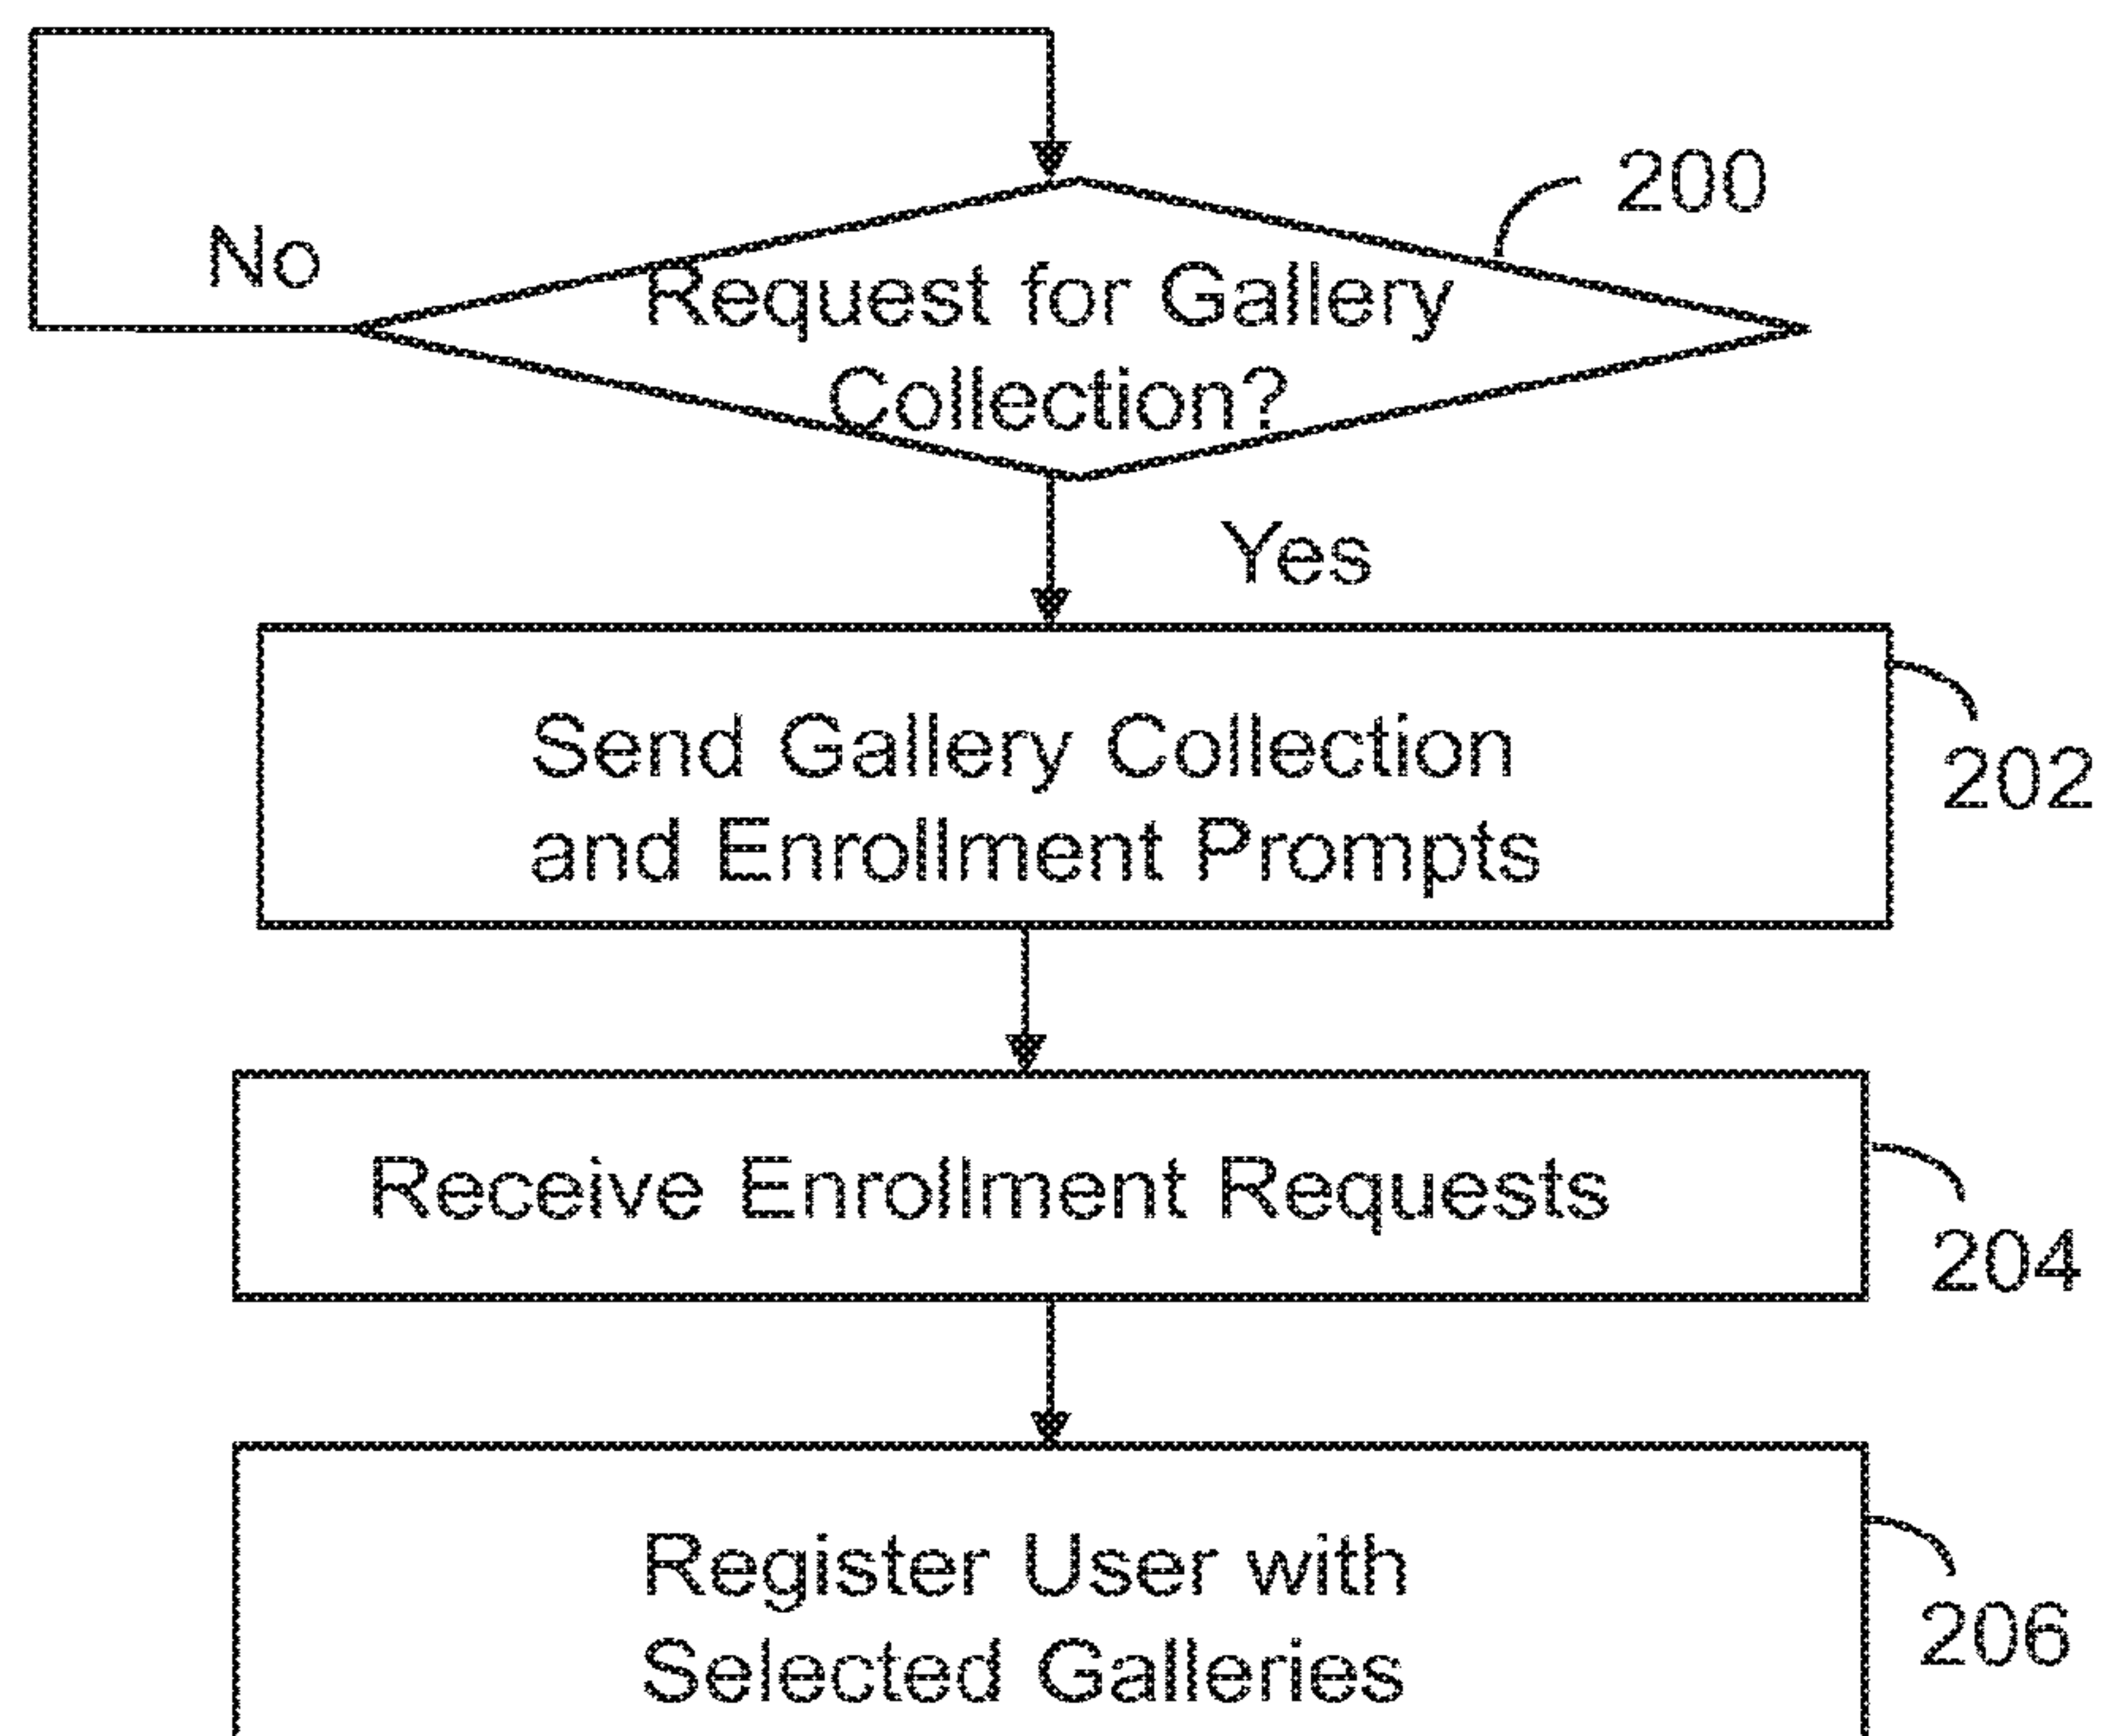 200
No
Request for Gallery
Collection?
Yes
Send Gallery Collection
and Enrollment Prompts
202
Receive Enrollment Requests
204
Register User with
Selected Galleries
206